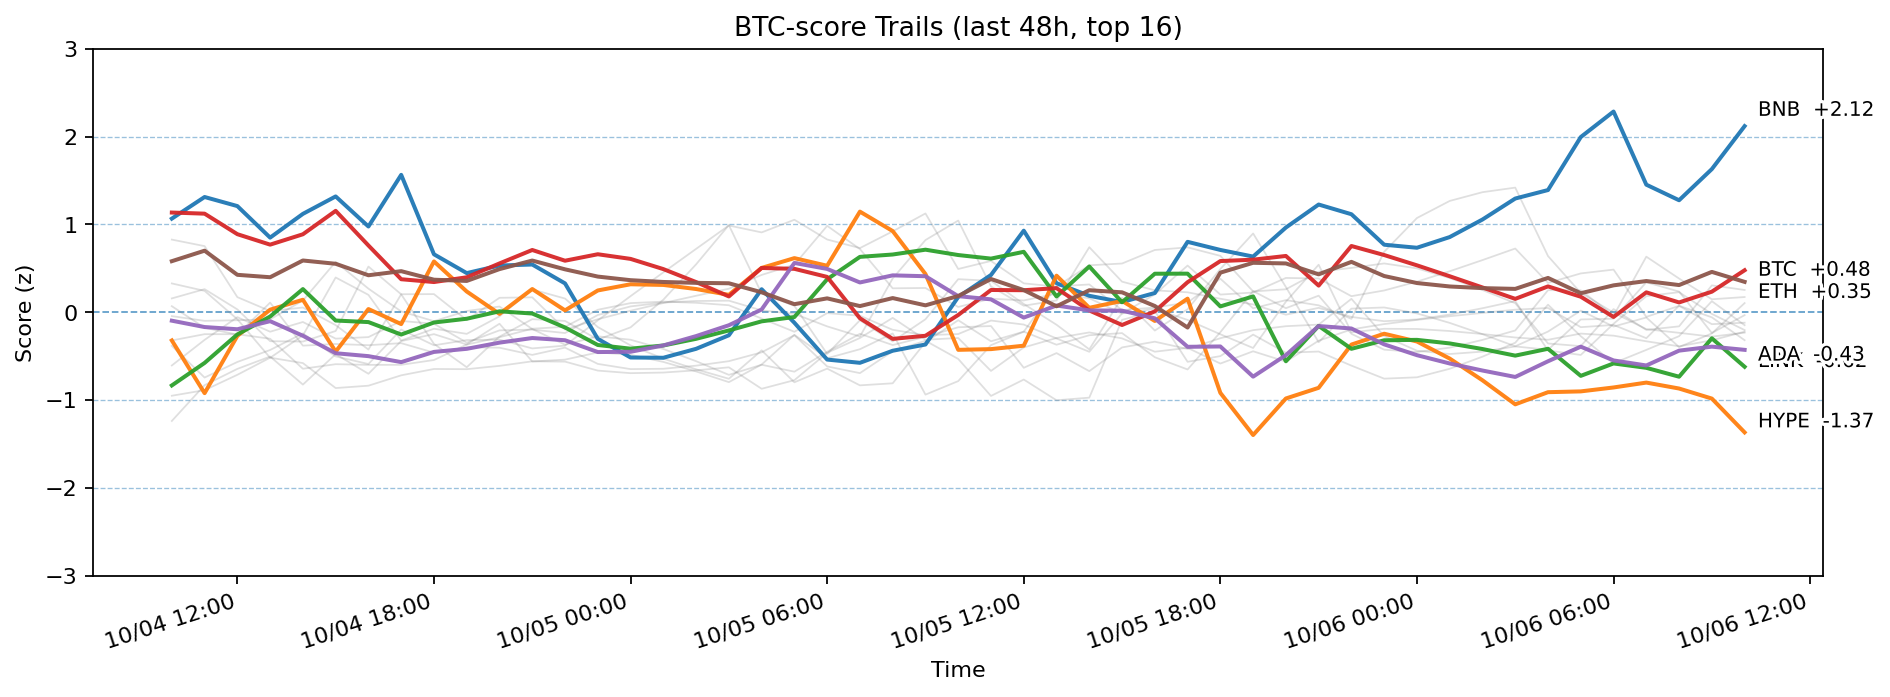 BTC-score Trails (last 48h, top 16)
3
2
1
0
−1
−2
−3
Score (z)
BNB +2.12
BTC +0.48
ETH +0.35
ADA -0.43
HYPE -1.37
10/04 12:00
10/04 18:00
10/05 00:00
10/05 06:00
10/05 12:00
10/05 18:00
10/06 00:00
10/06 06:00
10/06 12:00
Time